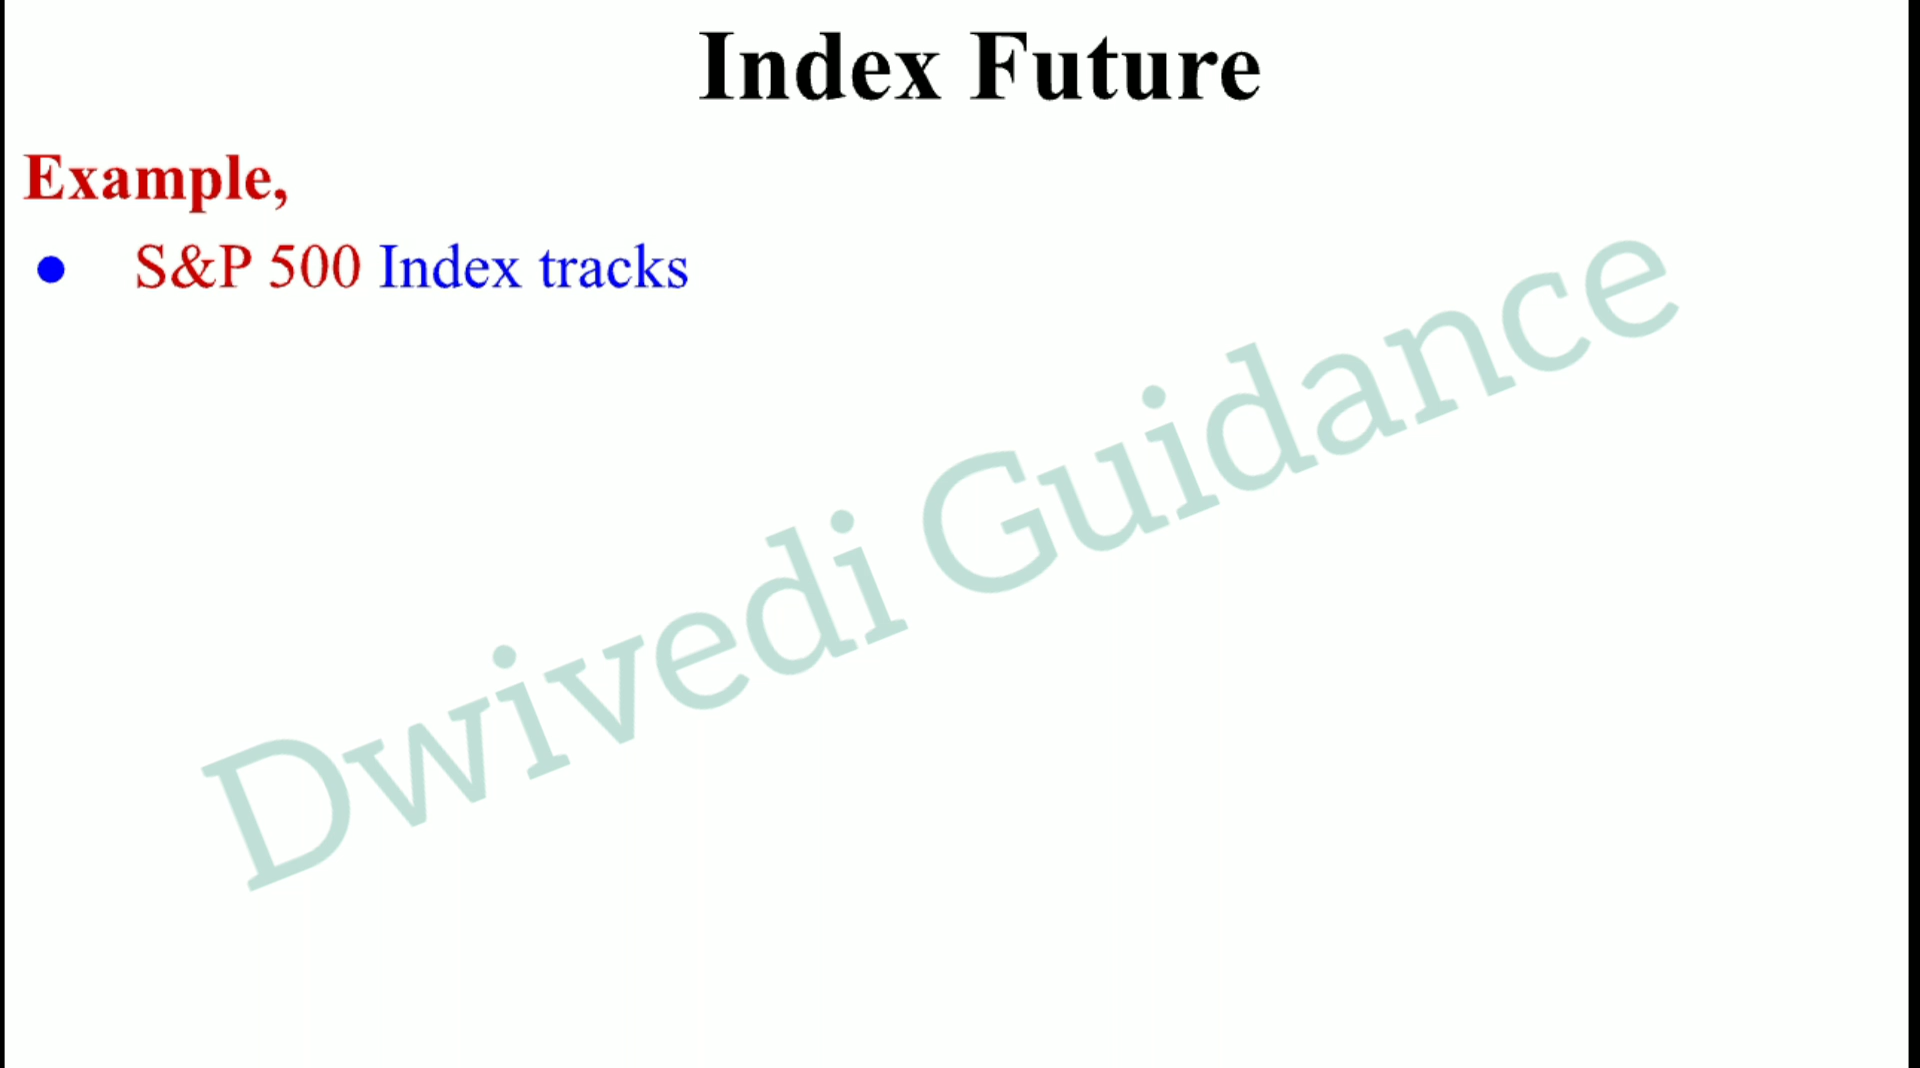 Index Future
Example,
● S&P 500 Index tracks
Dwivedi Guidance